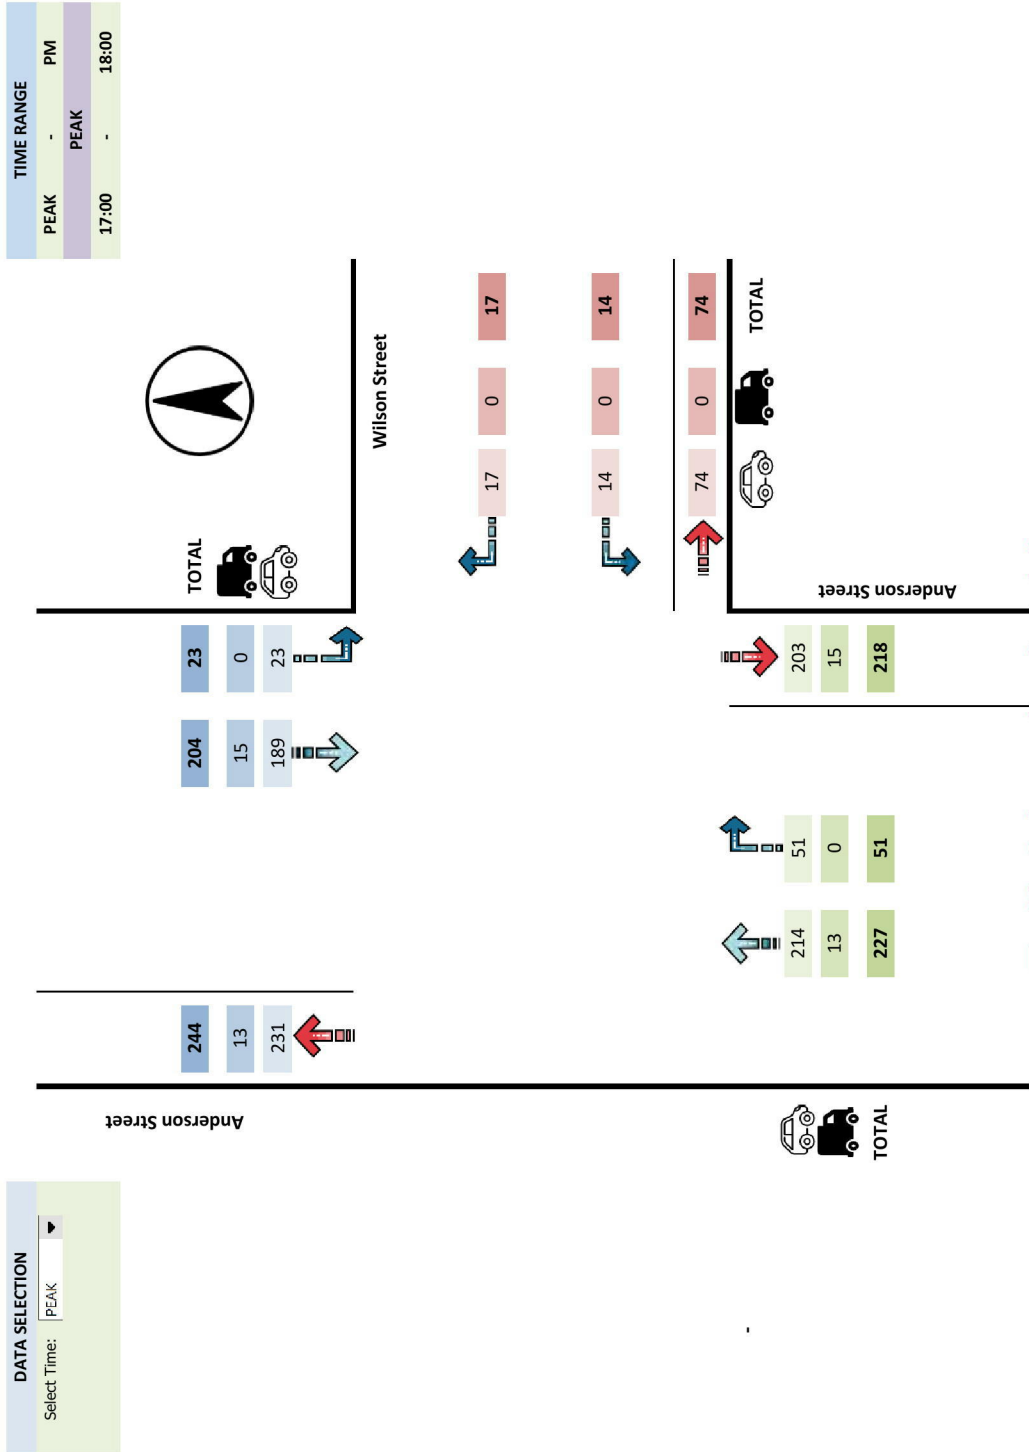 DATA SELECTION
Select Time: PEAK
TIME RANGE
PEAK - PM
PEAK
17:00 - 18:00
Anderson Street
244
13
231
204
15
189
23
0
23
TOTAL
Wilson Street
17 0 17
14 0 14
74 0 74
TOTAL
Anderson Street
214 51 203
13 0 15
TOTAL 227 51 218
-